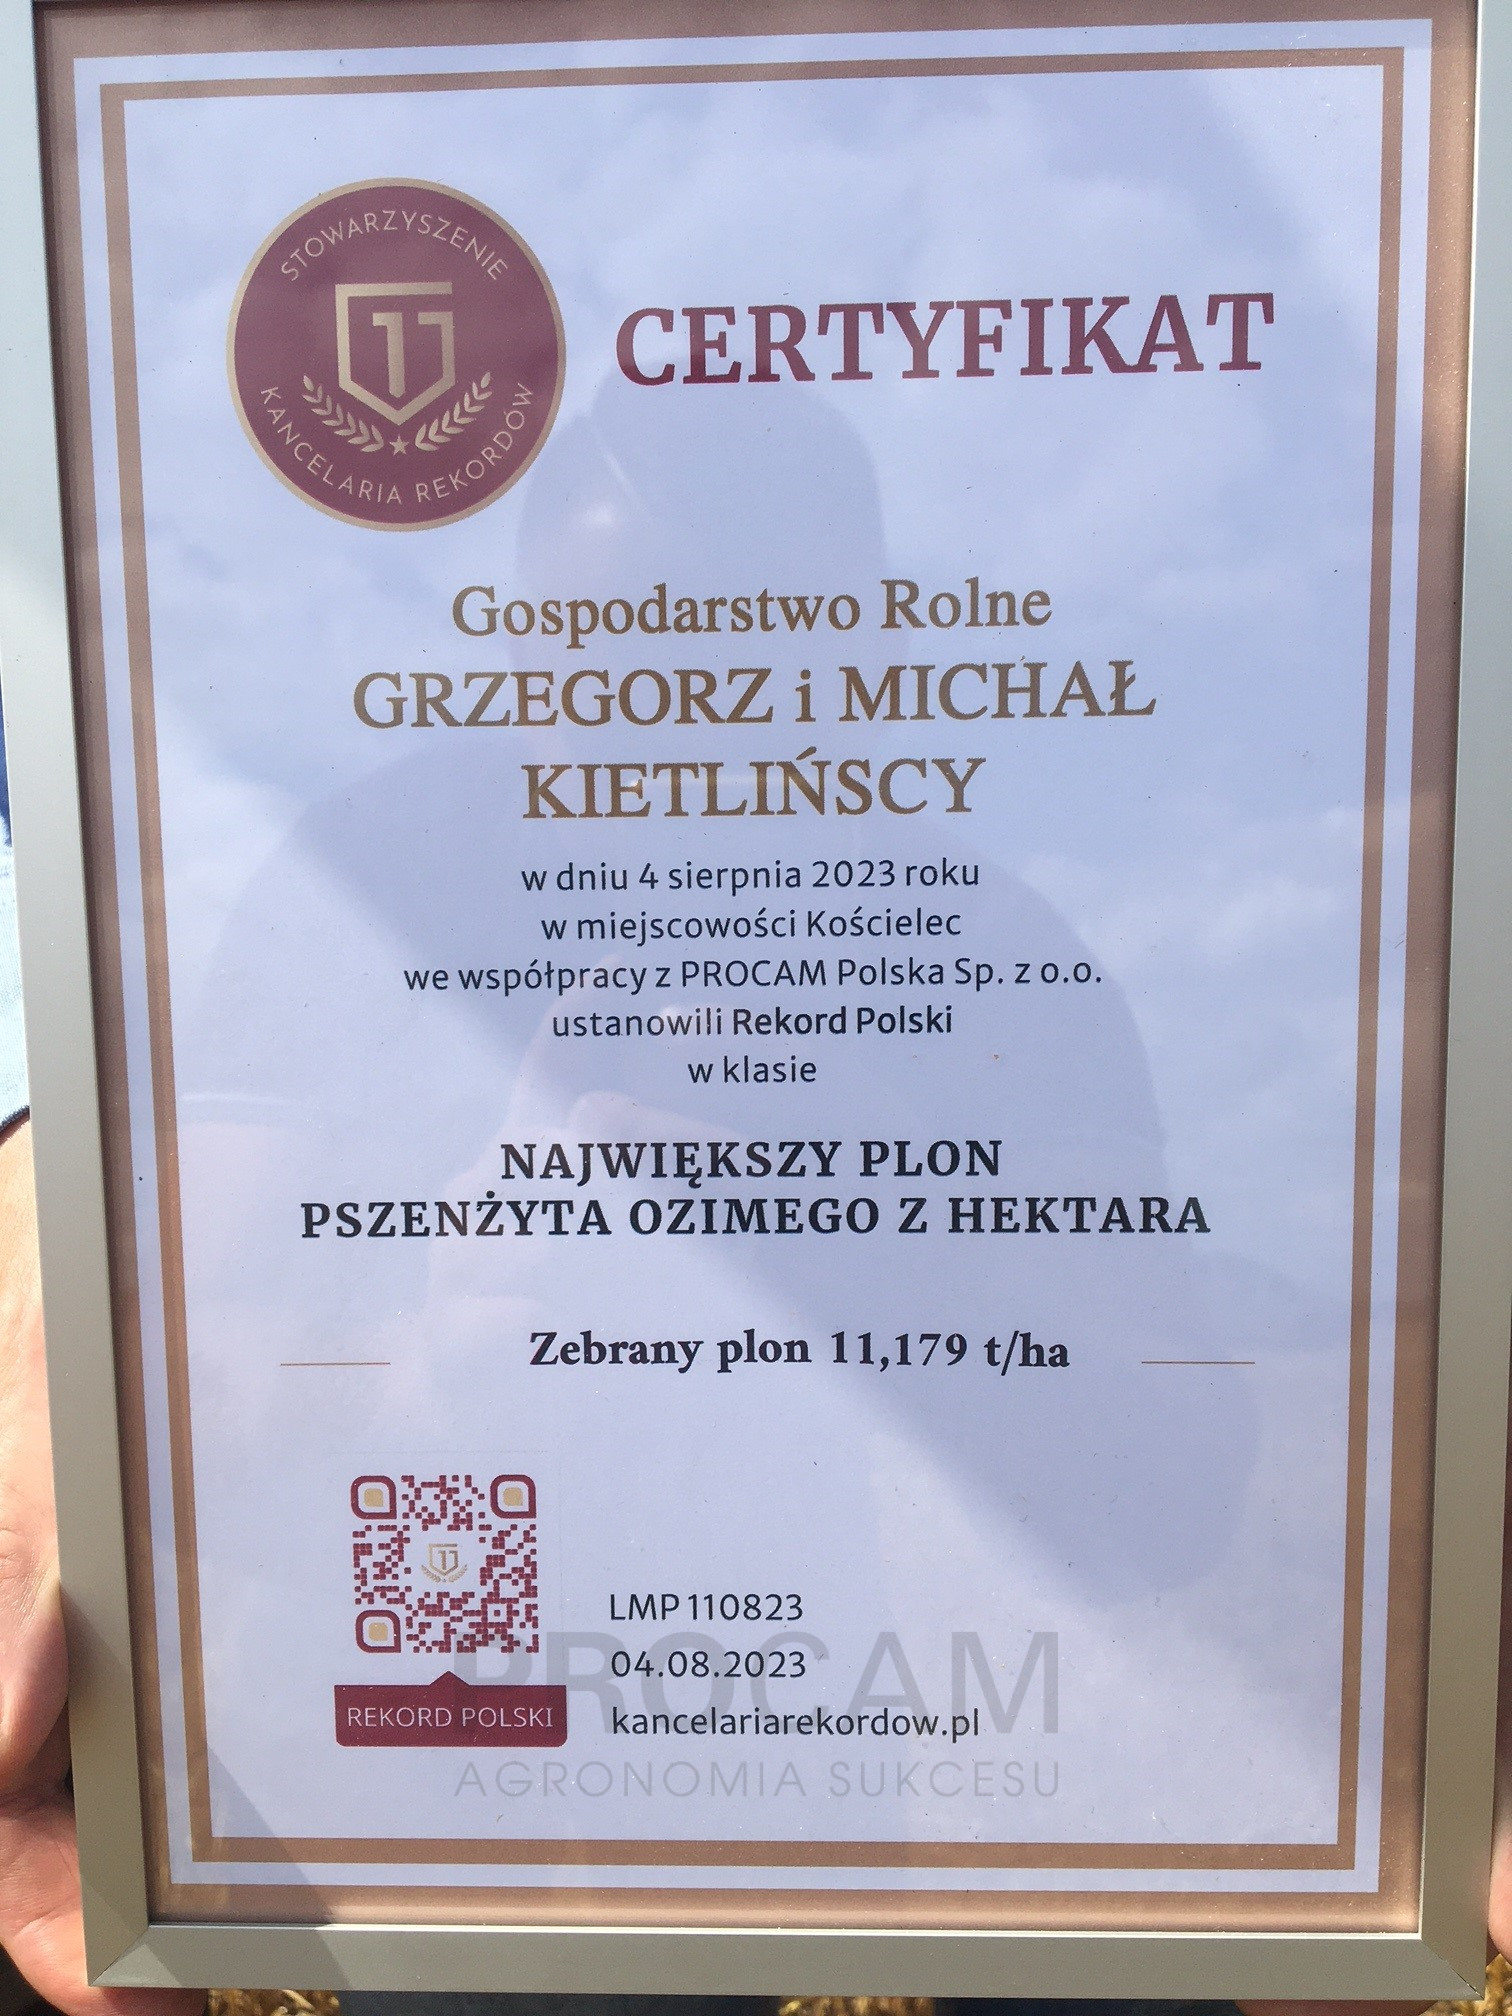 STOWARZYSZENIE
11
KANCELARIA REKORDÓW
CERTYFIKAT
Gospodarstwo Rolne
GRZEGORZ i MICHAŁ
KIETLIŃSCY
w dniu 4 sierpnia 2023 roku
w miejscowości Kościelec
we współpracy z PROCAM Polska Sp. z o.o.
ustanowili Rekord Polski
w klasie
NAJWIĘKSZY PLON
PSZENŻYTA OZIMEGO Z HEKTARA
Zebrany plon 11,179 t/ha
LMP110823
04.08.2023
kancelariarekordow.pl
REKORD POLSKI
PROCAM
AGRONOMIA SUKCESU